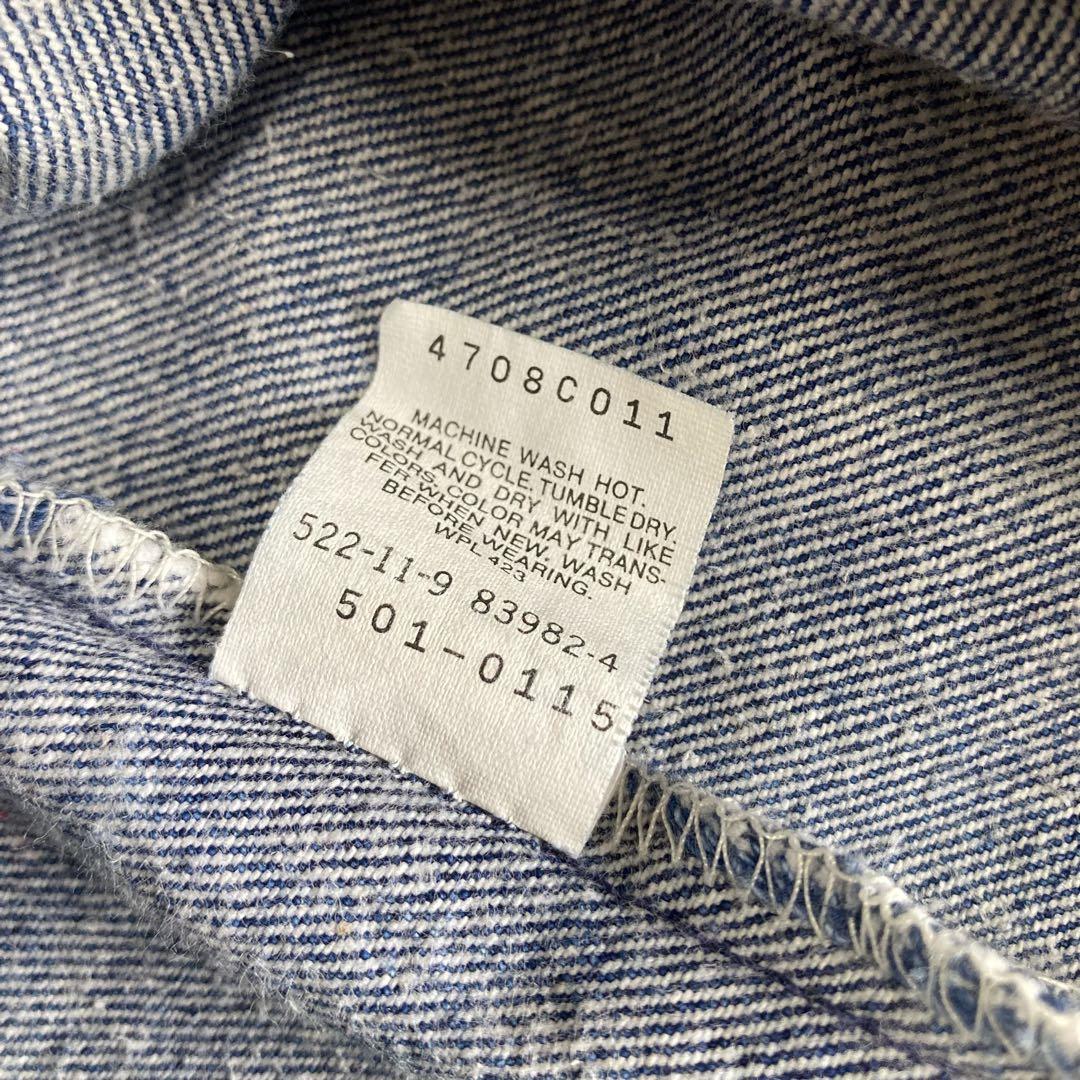 4708C011
MACHINE WASH HOT.
NORMAL CYCLE. TUMBLE DRY.
WASH AND DRY WITH LIKE
COLORS. COLOR MAY TRANS-
FER WHEN NEW. WASH
BEFORE WEARING.
WPL 423
522-11-9 83982-4
501-0115